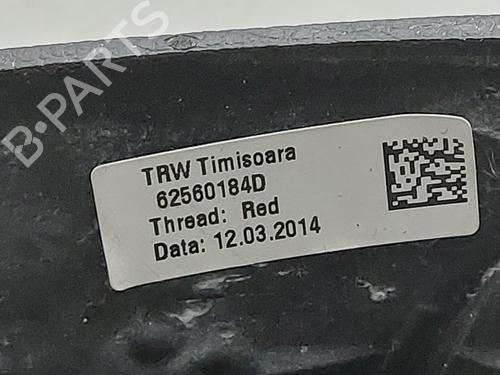 B-PARTS
TRW Timisoara
62560184D
Thread: Red
Data: 12.03.2014